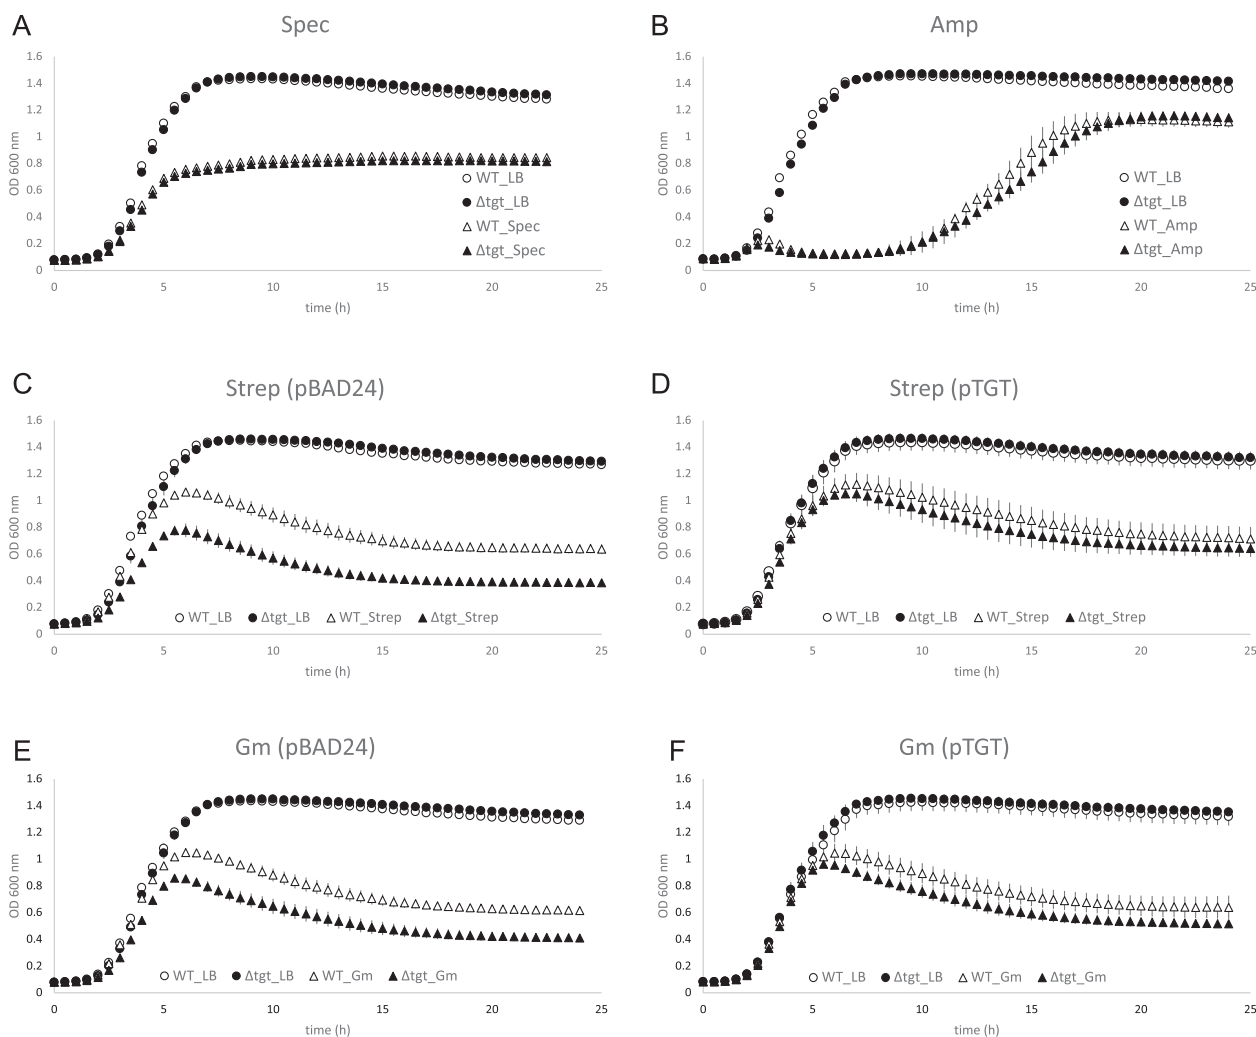 A
Spec
OD 600 nm
1.6
1.4
1.2
1
0.8
0.6
0.4
0.2
0
0 5 10 15 20 25
time (h)
WT_LB
Δtgt_LB
WT_Spec
Δtgt_Spec
B
Amp
OD 600 nm
1.6
1.4
1.2
1
0.8
0.6
0.4
0.2
0
0 5 10 15 20 25
time (h)
WT_LB
Δtgt_LB
WT_Amp
Δtgt_Amp
C
Strep (pBAD24)
OD 600 nm
1.6
1.4
1.2
1
0.8
0.6
0.4
0.2
0
WT_LB Δtgt_LB WT_Strep Δtgt_Strep
0 5 10 15 20 25
time (h)
D
Strep (pTGT)
OD 600 nm
1.6
1.4
1.2
1
0.8
0.6
0.4
0.2
0
WT_LB Δtgt_LB WT_Strep Δtgt_Strep
0 5 10 15 20 25
time (h)
E
Gm (pBAD24)
OD 600 nm
1.6
1.4
1.2
1
0.8
0.6
0.4
0.2
0
WT_LB Δtgt_LB WT_Gm Δtgt_Gm
0 5 10 15 20 25
time (h)
F
Gm (pTGT)
OD 600 nm
1.6
1.4
1.2
1
0.8
0.6
0.4
0.2
0
WT_LB Δtgt_LB WT_Gm Δtgt_Gm
0 5 10 15 20 25
time (h)